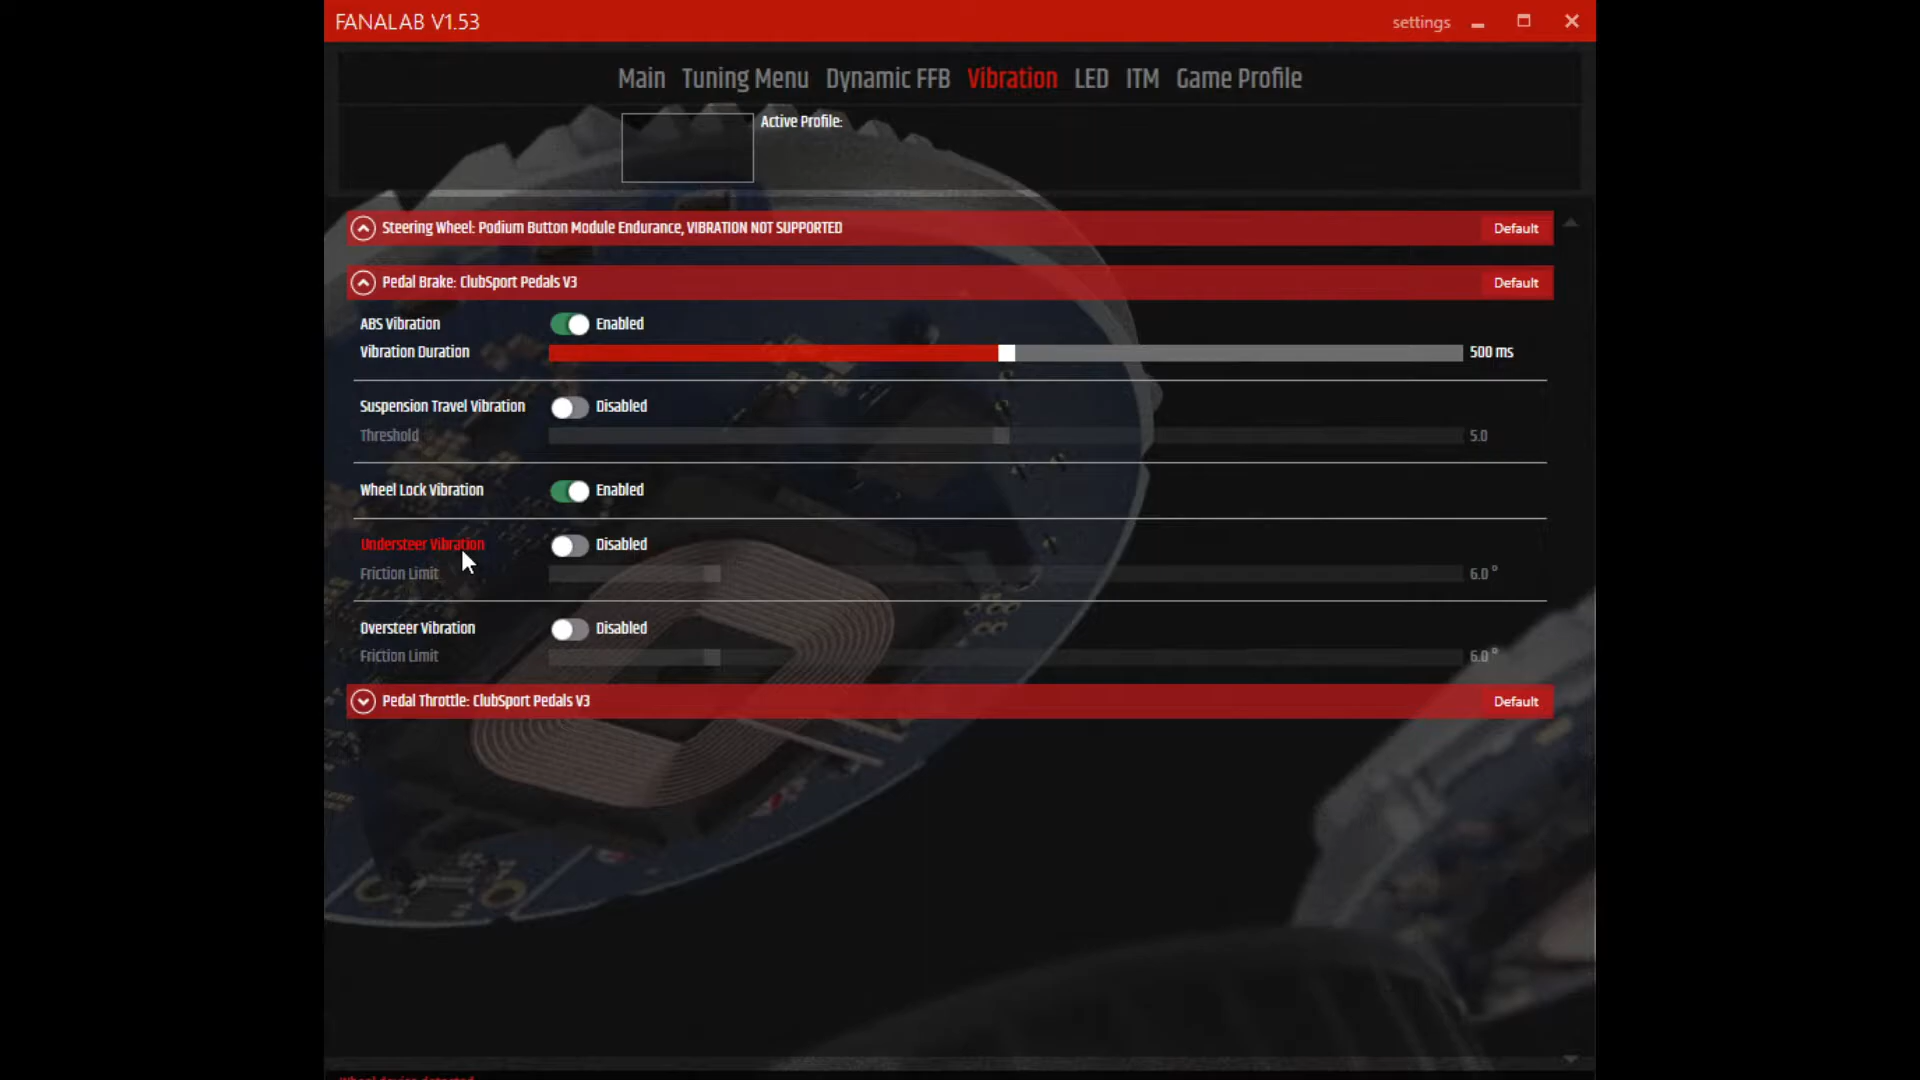 FANALAB V1.53
settings
Main Tuning Menu Dynamic FFB Vibration LED ITM Game Profile
Active Profile:
Steering Wheel: Podium Button Module Endurance, VIBRATION NOT SUPPORTED Default
Pedal Brake: ClubSport Pedals V3 Default
ABS Vibration Enabled
Vibration Duration 500 ms
Suspension Travel Vibration Disabled
Threshold 5.0
Wheel Lock Vibration Enabled
Understeer Vibration Disabled
Friction Limit 6.0 °
Oversteer Vibration Disabled
Friction Limit 6.0 °
Pedal Throttle: ClubSport Pedals V3 Default
Wheel device detected